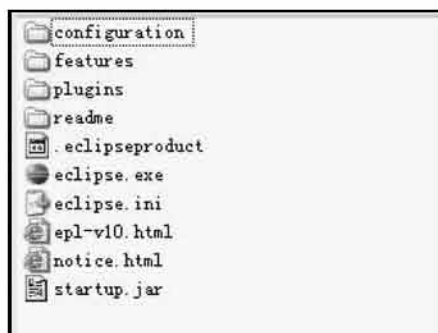 configuration
features
plugins
readme
.eclipseproduct
eclipse.exe
eclipse.ini
epl-v10.html
notice.html
startup.jar